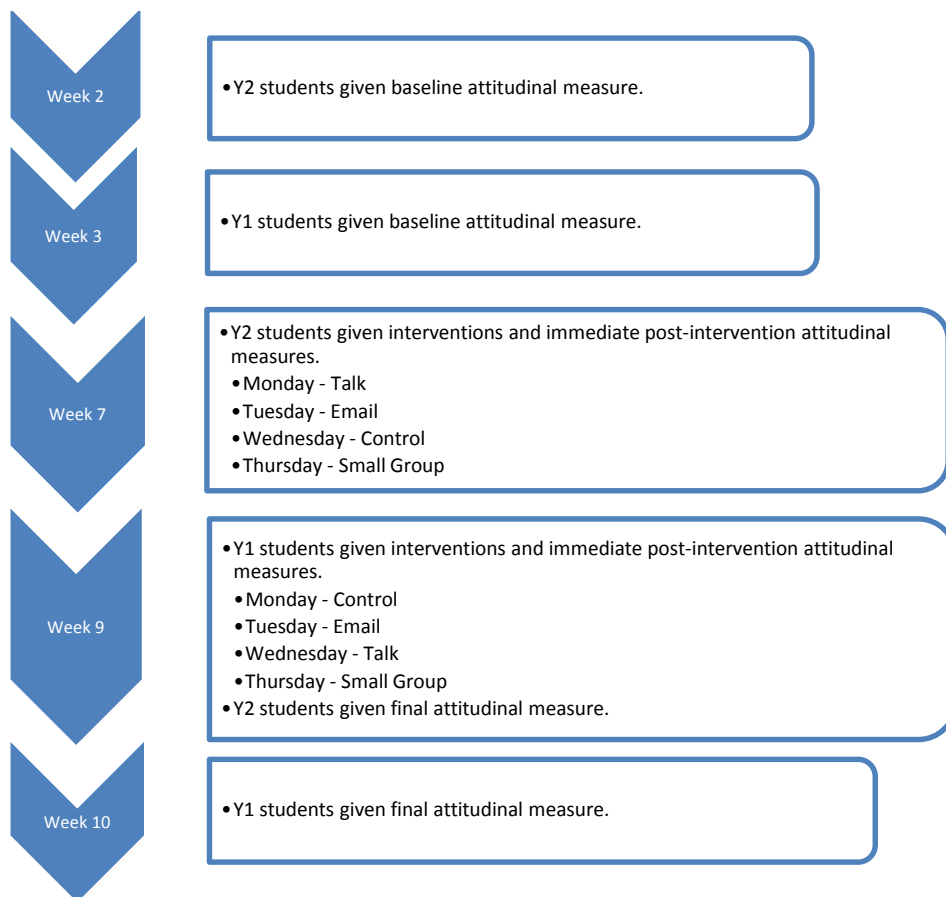 Week 2
•Y2 students given baseline attitudinal measure.
Week 3
•Y1 students given baseline attitudinal measure.
Week 7
•Y2 students given interventions and immediate post-intervention attitudinal
measures.
•Monday - Talk
•Tuesday - Email
•Wednesday - Control
•Thursday - Small Group
Week 9
•Y1 students given interventions and immediate post-intervention attitudinal
measures.
•Monday - Control
•Tuesday - Email
•Wednesday - Talk
•Thursday - Small Group
•Y2 students given final attitudinal measure.
Week 10
•Y1 students given final attitudinal measure.